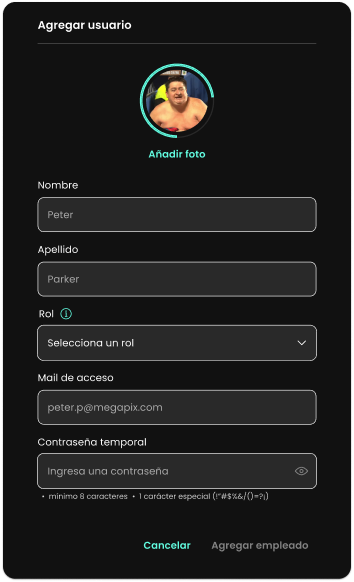 Agregar usuario
Añadir foto
Nombre
Peter
Apellido
Parker
Rol
Selecciona un rol
Mail de acceso
peter.p@megapix.com
Contraseña temporal
Ingresa una contraseña
• mínimo 8 caracteres • 1 carácter especial (!"#$%&/()=?¡)
Cancelar Agregar empleado